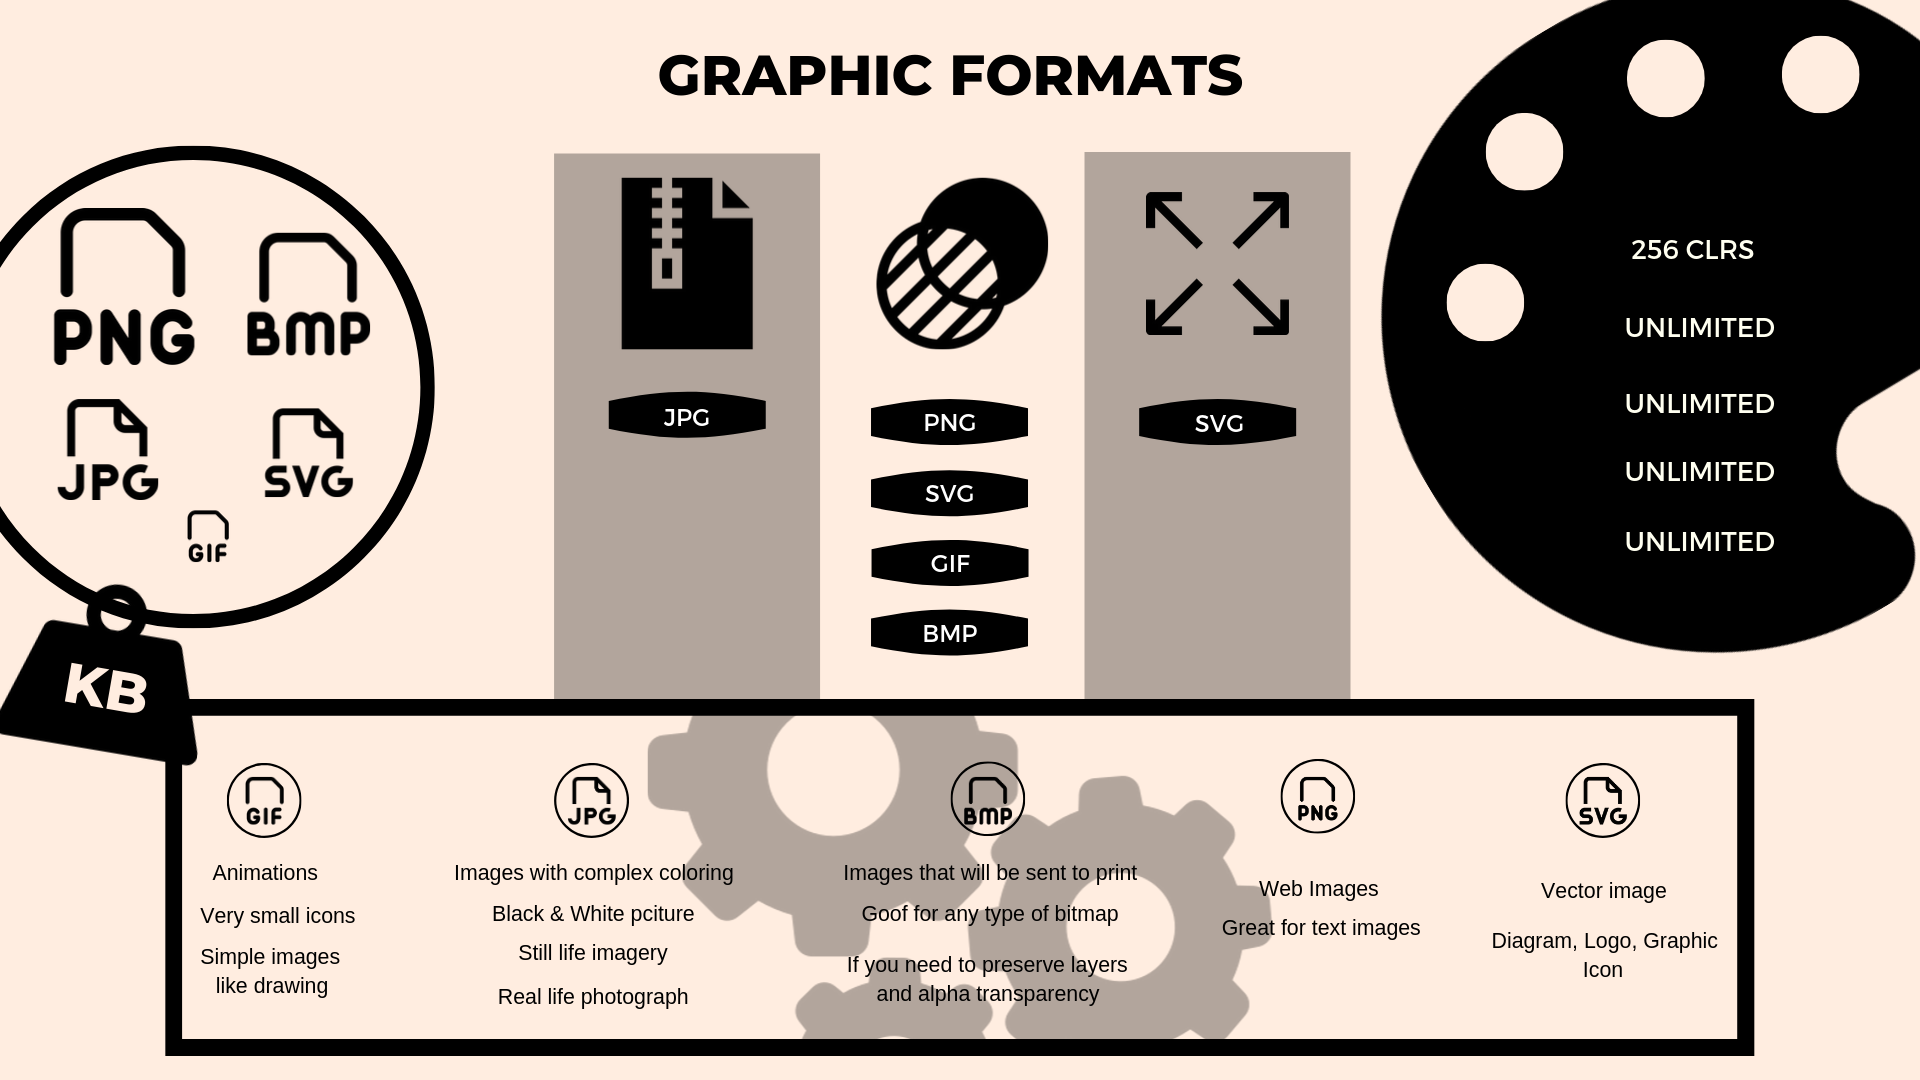 GRAPHIC FORMATS
PNG
BMP
JPG
SVG
GIF
KB
JPG
PNG
SVG
GIF
BMP
SVG
256 CLRS
UNLIMITED
UNLIMITED
UNLIMITED
UNLIMITED
GIF
Animations
Very small icons
Simple images
like drawing
JPG
Images with complex coloring
Black & White pciture
Still life imagery
Real life photograph
BMP
Images that will be sent to print
Goof for any type of bitmap
If you need to preserve layers
and alpha transparency
PNG
Web Images
Great for text images
SVG
Vector image
Diagram, Logo, Graphic
Icon